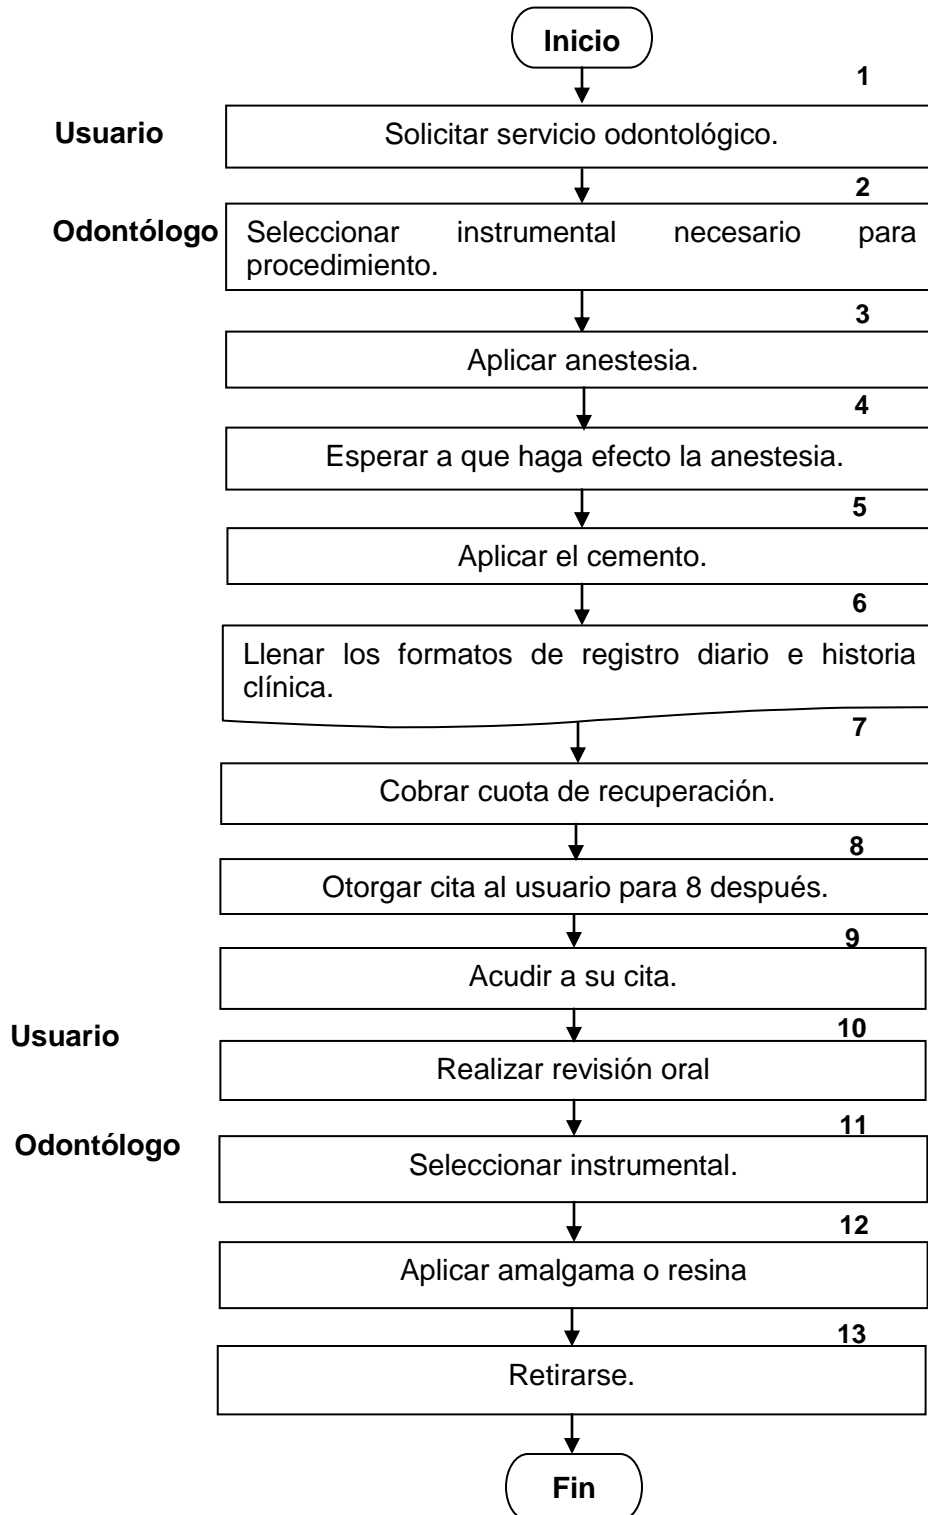 Inicio
1
Usuario
Solicitar servicio odontológico.
2
Odontólogo
Seleccionar instrumental necesario para
procedimiento.
3
Aplicar anestesia.
4
Esperar a que haga efecto la anestesia.
5
Aplicar el cemento.
6
Llenar los formatos de registro diario e historia
clínica.
7
Cobrar cuota de recuperación.
8
Otorgar cita al usuario para 8 después.
9
Acudir a su cita.
Usuario
10
Realizar revisión oral
Odontólogo
11
Seleccionar instrumental.
12
Aplicar amalgama o resina
13
Retirarse.
Fin